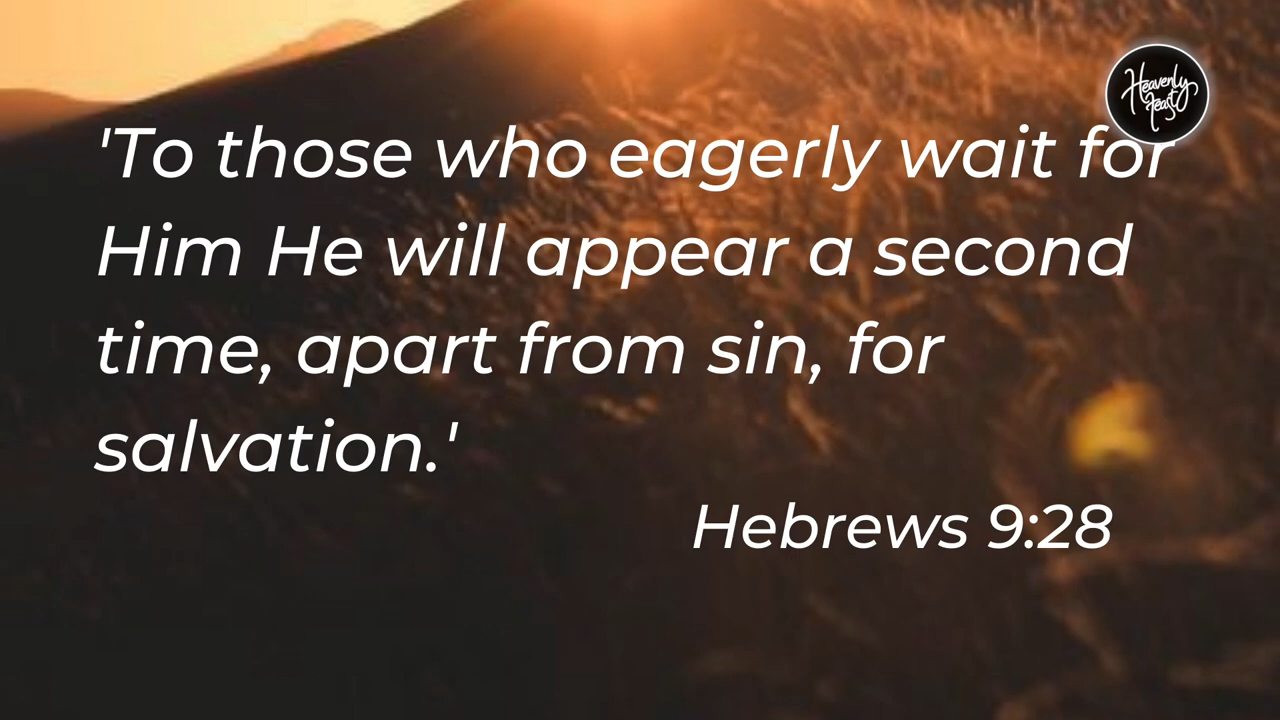 Heavenly
feast
'To those who eagerly wait for
Him He will appear a second
time, apart from sin, for
salvation.'
Hebrews 9:28